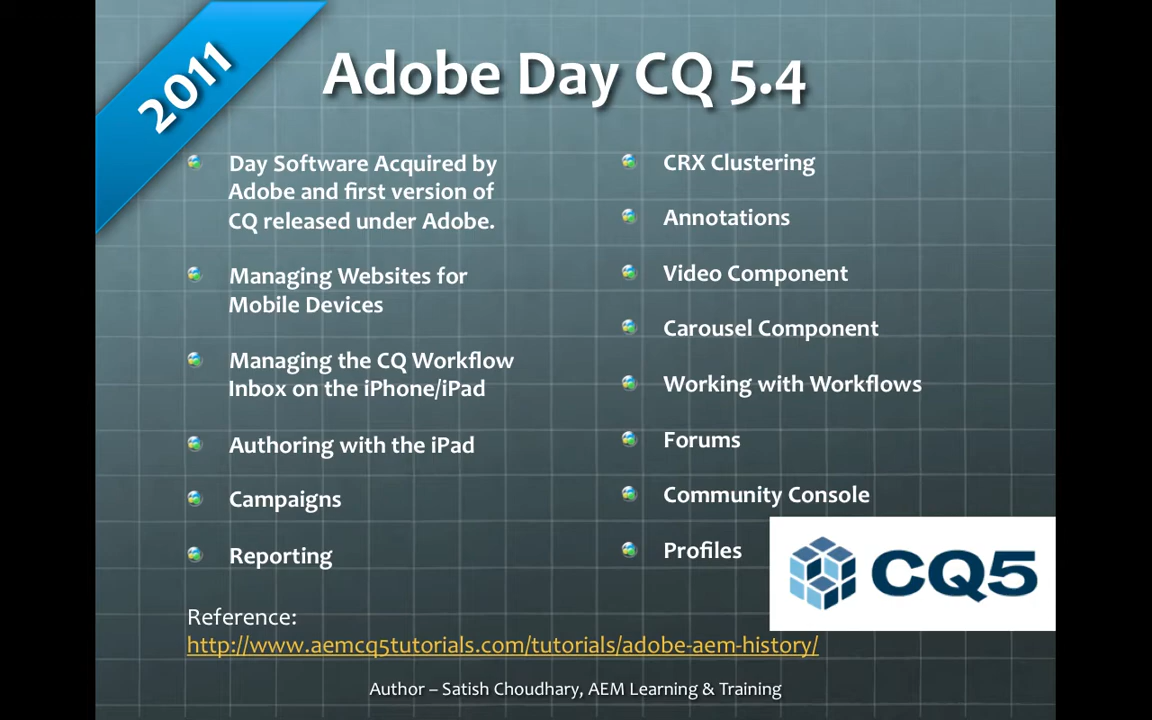 2011
Adobe Day CQ 5.4
Day Software Acquired by
Adobe and first version of
CQ released under Adobe.
Managing Websites for
Mobile Devices
Managing the CQ Workflow
Inbox on the iPhone/iPad
Authoring with the iPad
Campaigns
Reporting
CRX Clustering
Annotations
Video Component
Carousel Component
Working with Workflows
Forums
Community Console
Profiles
CQ5
Reference:
http://www.aemcq5tutorials.com/tutorials/adobe-aem-history/
Author – Satish Choudhary, AEM Learning & Training